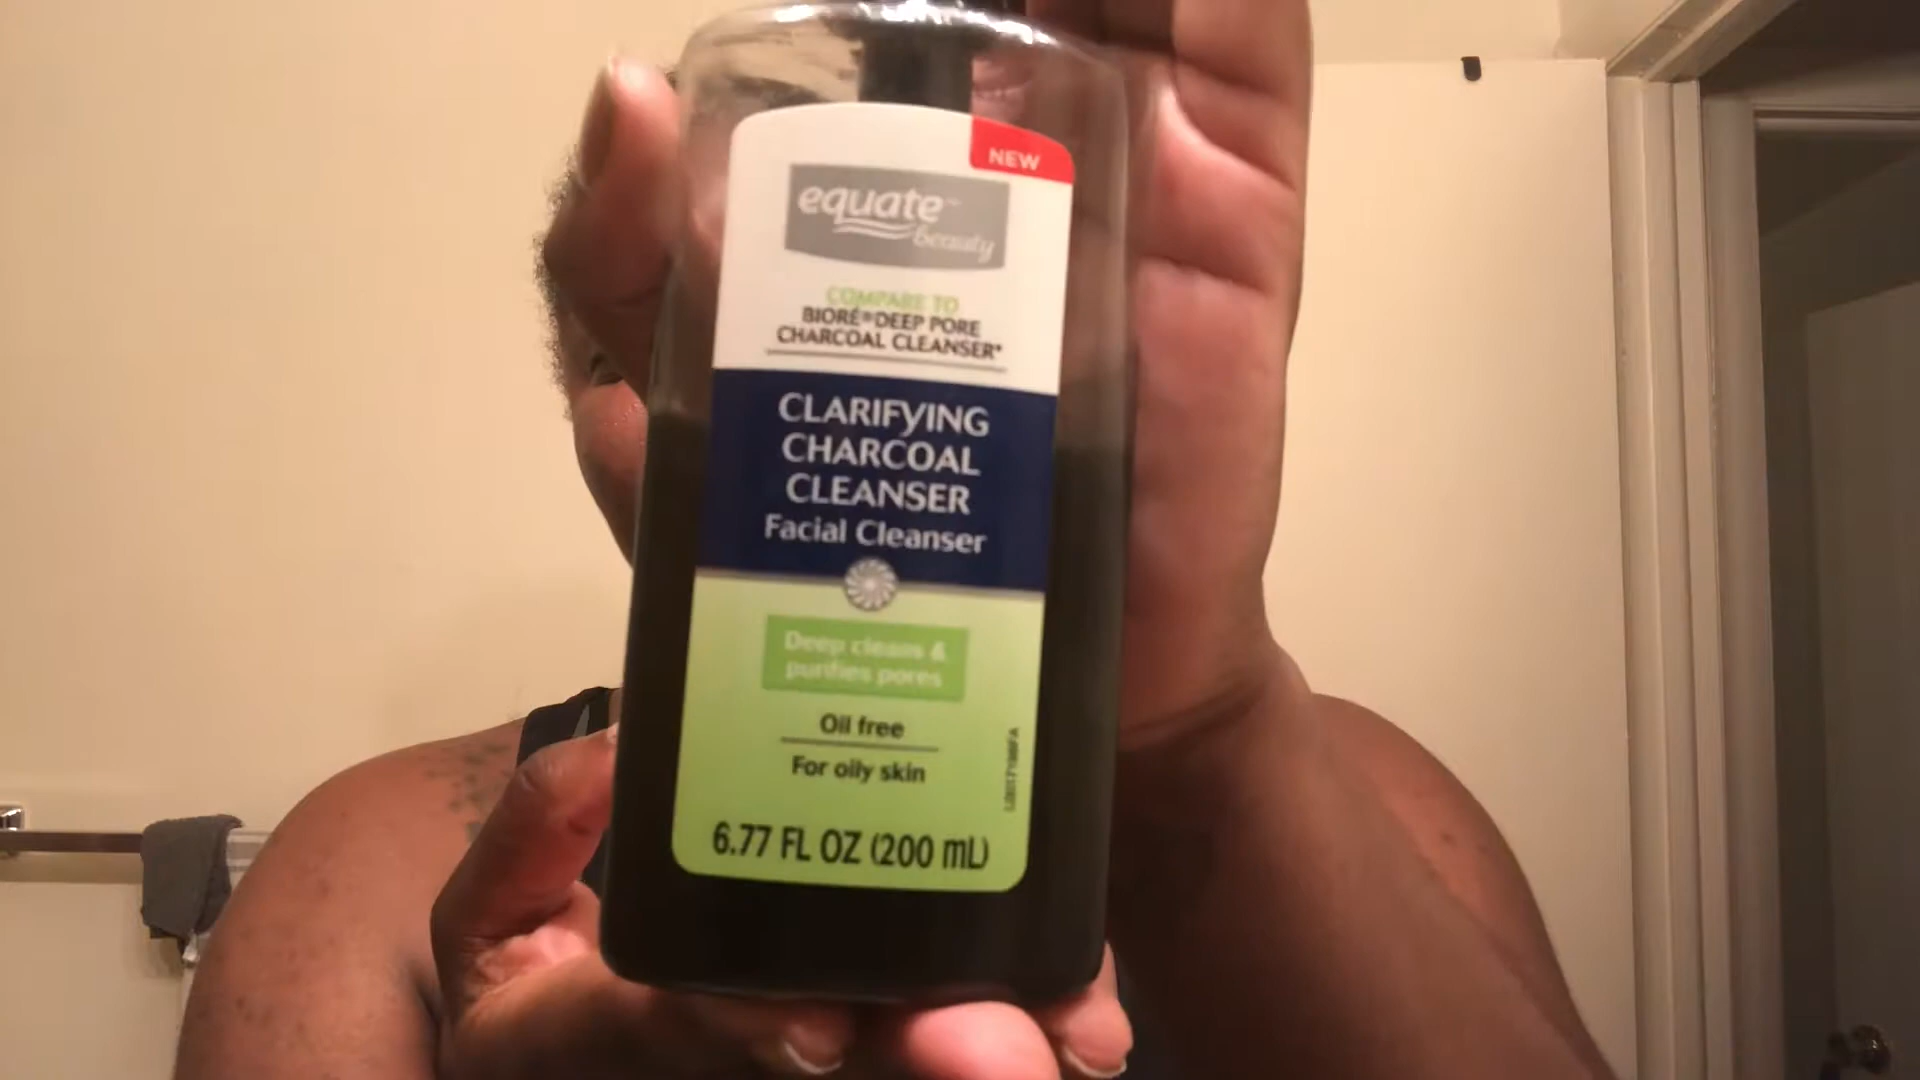 NEW
equate™
beauty
COMPARE TO
BIORÉ® DEEP PORE
CHARCOAL CLEANSER*
CLARIFYING
CHARCOAL
CLEANSER
Facial Cleanser
Deep cleans &
purifies pores
Oil free
For oily skin
6.77 FL OZ (200 mL)